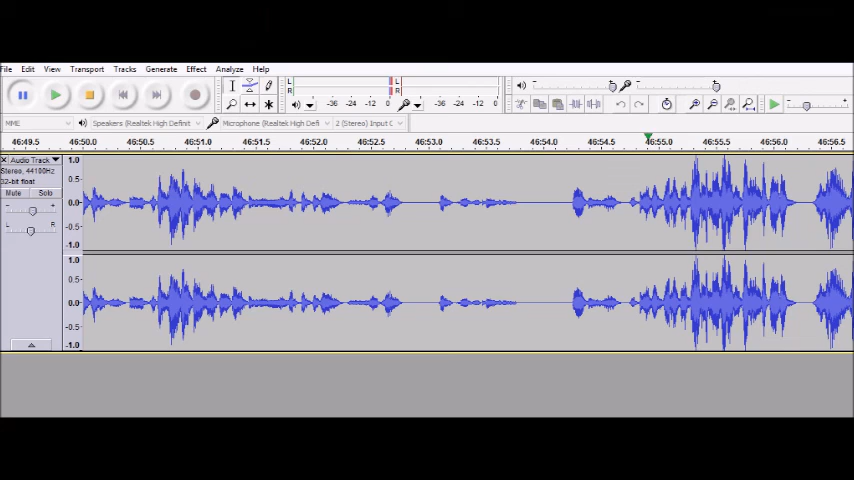 File Edit View Transport Tracks Generate Effect Analyze Help
L
R
-36 -24 -12 0
L
R
-36 -24 -12 0
MME Speakers (Realtek High Definit Microphone (Realtek High Defi 2 (Stereo) Input C
46:49.5 46:50.0 46:50.5 46:51.0 46:51.5 46:52.0 46:52.5 46:53.0 46:53.5 46:54.0 46:54.5 46:55.0 46:55.5 46:56.0 46:56.5
Audio Track
Stereo, 44100Hz
32-bit float
Mute Solo
- +
L R
1.0
0.5
0.0
-0.5
-1.0
1.0
0.5
0.0
-0.5
-1.0